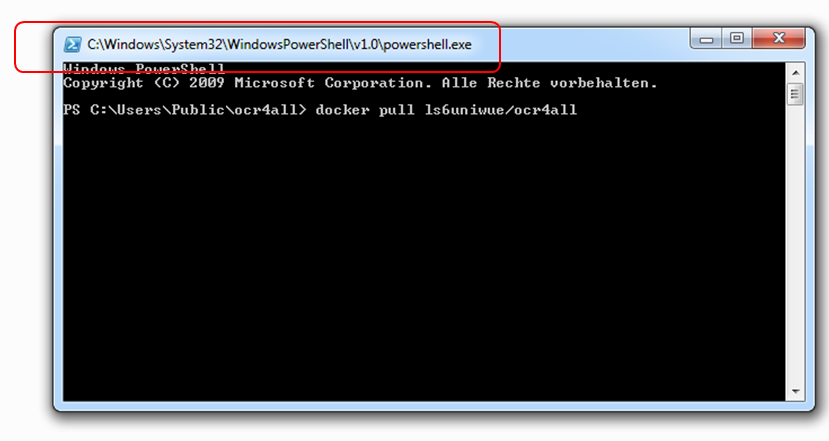 C:\Windows\System32\WindowsPowerShell\v1.0\powershell.exe
Windows PowerShell
Copyright (C) 2009 Microsoft Corporation. Alle Rechte vorbehalten.
PS C:\Users\Public\ocr4all> docker pull ls6uniwue/ocr4all